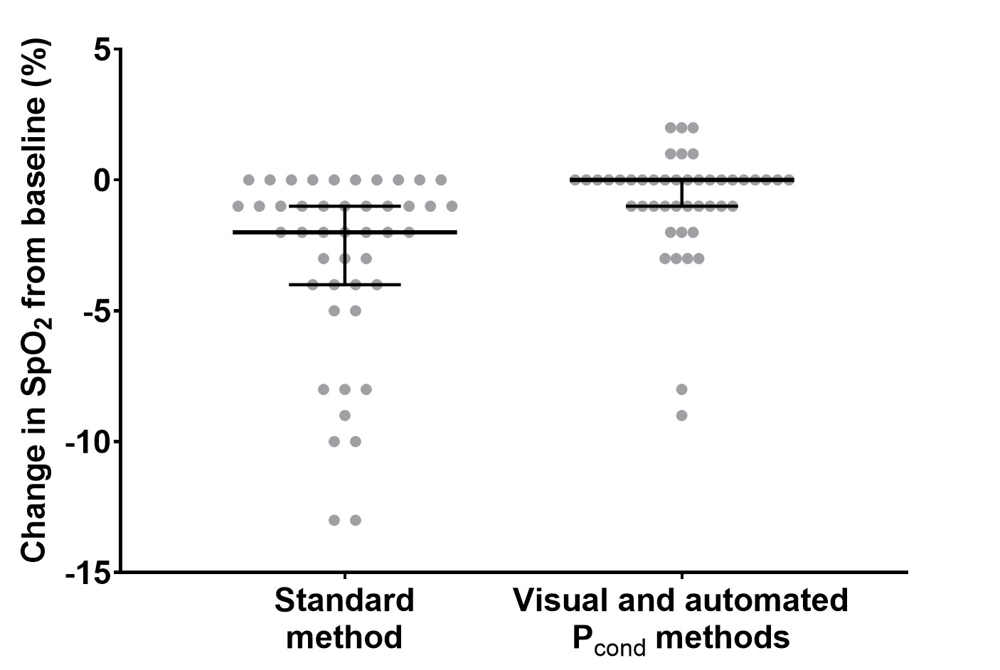 Change in SpO₂ from baseline (%)
5
0
-5
-10
-15
Standard
method
Visual and automated
Pcond methods